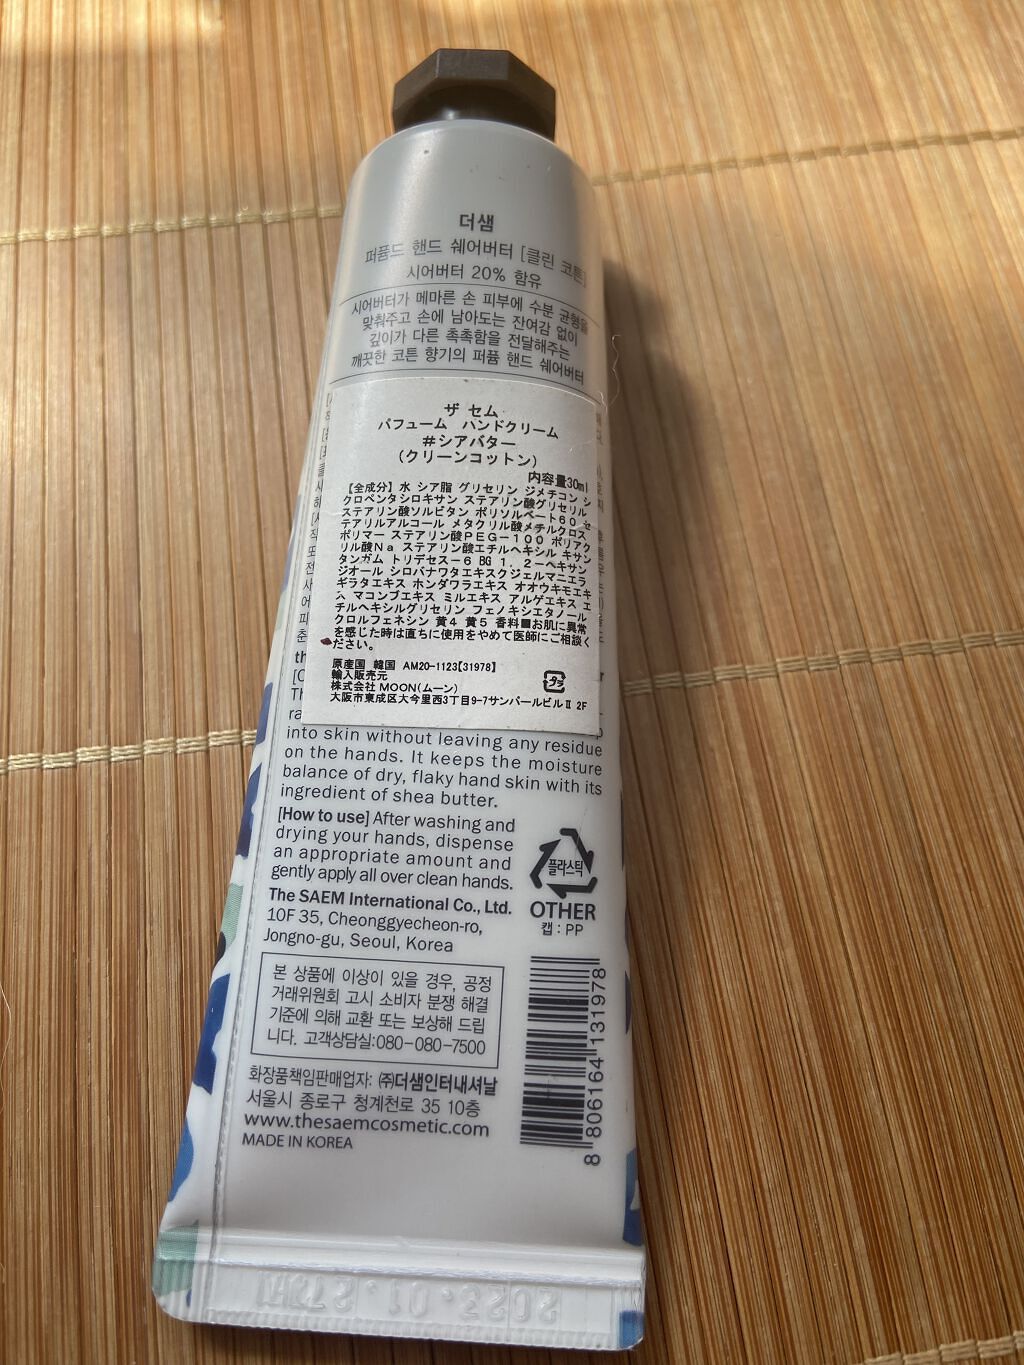 더샘
퍼퓸드 핸드 쉐어버터 [클린 코튼]
시어버터 20% 함유
시어버터가 메마른 손 피부에 수분 균형을
맞춰주고 손에 남아도는 잔여감 없이
깊이가 다른 촉촉함을 전달해주는
깨끗한 코튼 향기의 퍼퓸 핸드 쉐어버터
ザ セム
パフューム ハンドクリーム
#シアバター
(クリーンコットン)
内容量30ml
【全成分】水 シア脂 グリセリン ジメチコン シ
クロペンタシロキサン ステアリン酸グリセリル
ステアリン酸ソルビタン ポリソルベート60 セ
テアリルアルコール メタクリル酸メチルクロス
ポリマー ステアリン酸PEG-100 ポリアク
リル酸Na ステアリン酸エチルヘキシル キサン
タンガム トリデセス-6 BG 1，2-ヘキサン
ジオール シロバナワタエキスクジェルマニエラ
ギラタエキス ホンダワラエキス オオウキモエキ
ス マコンブエキス ミルエキス アルゲエキス エ
チルヘキシルグリセリン フェノキシエタノール
クロルフェネシン 黄4 黄5 香料■お肌に異常
を感じた時は直ちに使用をやめて医師にご相談く
ださい。
原産国 韓国 AM20-1123【31978】
輸入販売元
株式会社 MOON(ムーン)
大阪市東成区大今里西3丁目9-7サンパールビルⅡ 2F
プラ
into skin without leaving any residue
on the hands. It keeps the moisture
balance of dry, flaky hand skin with its
ingredient of shea butter.
[How to use] After washing and
drying your hands, dispense
an appropriate amount and
gently apply all over clean hands.
The SAEM International Co., Ltd.
10F 35, Cheonggyecheon-ro,
Jongno-gu, Seoul, Korea
플라스틱
OTHER
캡 : PP
본 상품에 이상이 있을 경우, 공정
거래위원회 고시 소비자 분쟁 해결
기준에 의해 교환 또는 보상해 드립
니다. 고객상담실:080-080-7500
화장품책임판매업자: ㈜더샘인터내셔날
서울시 종로구 청계천로 35 10층
www.thesaemcosmetic.com
MADE IN KOREA
8 806164 131978